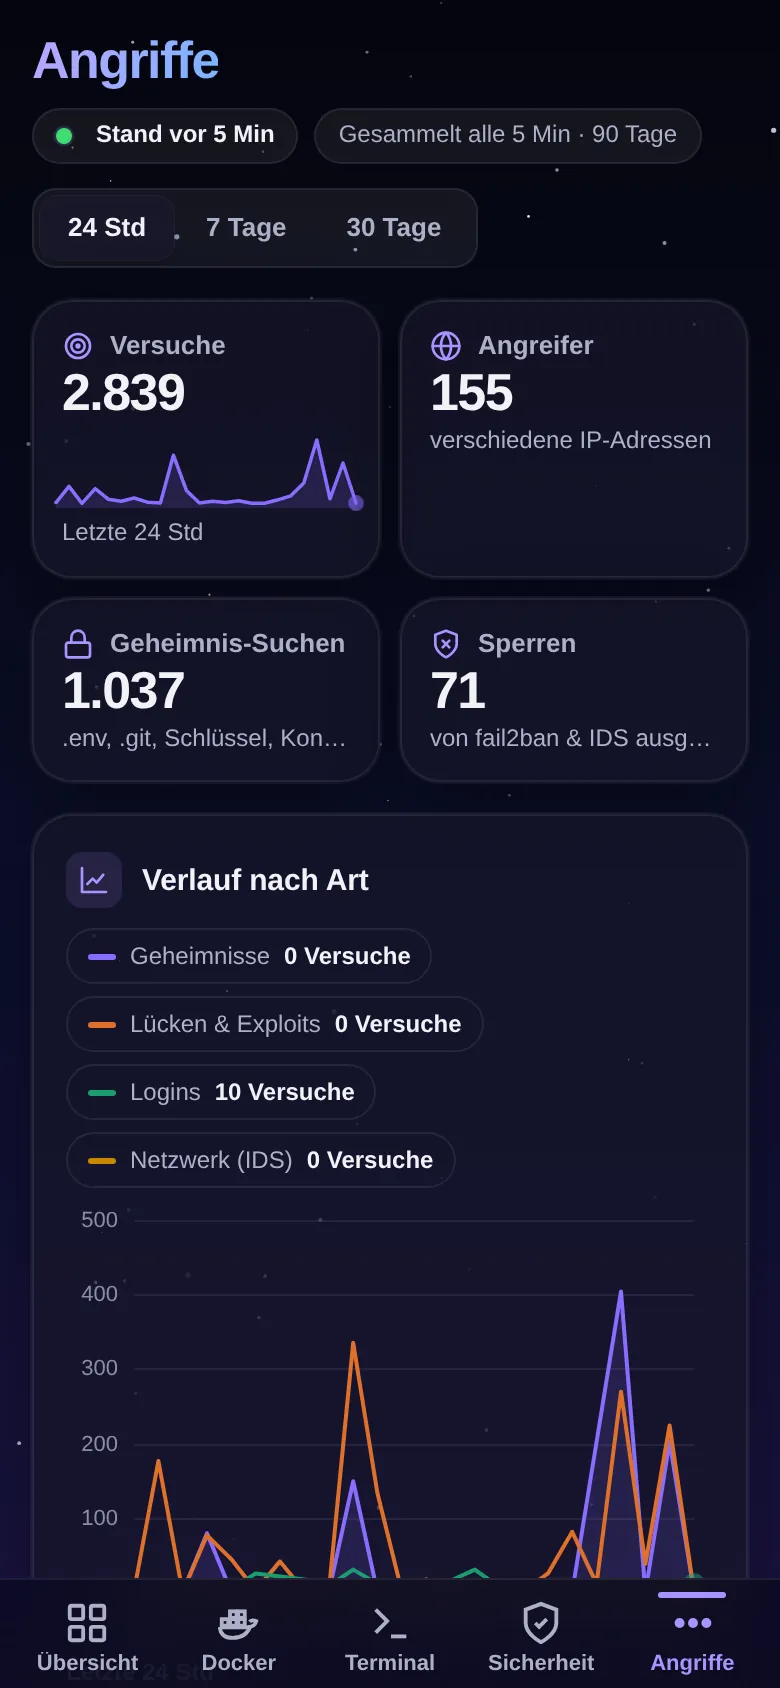 Angriffe
Stand vor 5 Min
Gesammelt alle 5 Min · 90 Tage
24 Std
7 Tage
30 Tage
Versuche
2.839
Letzte 24 Std
Angreifer
155
verschiedene IP-Adressen
Geheimnis-Suchen
1.037
.env, .git, Schlüssel, Kon…
Sperren
71
von fail2ban & IDS ausg…
Verlauf nach Art
Geheimnisse 0 Versuche
Lücken & Exploits 0 Versuche
Logins 10 Versuche
Netzwerk (IDS) 0 Versuche
500
400
300
200
100
Letzte 24 Std
Übersicht
Docker
Terminal
Sicherheit
Angriffe